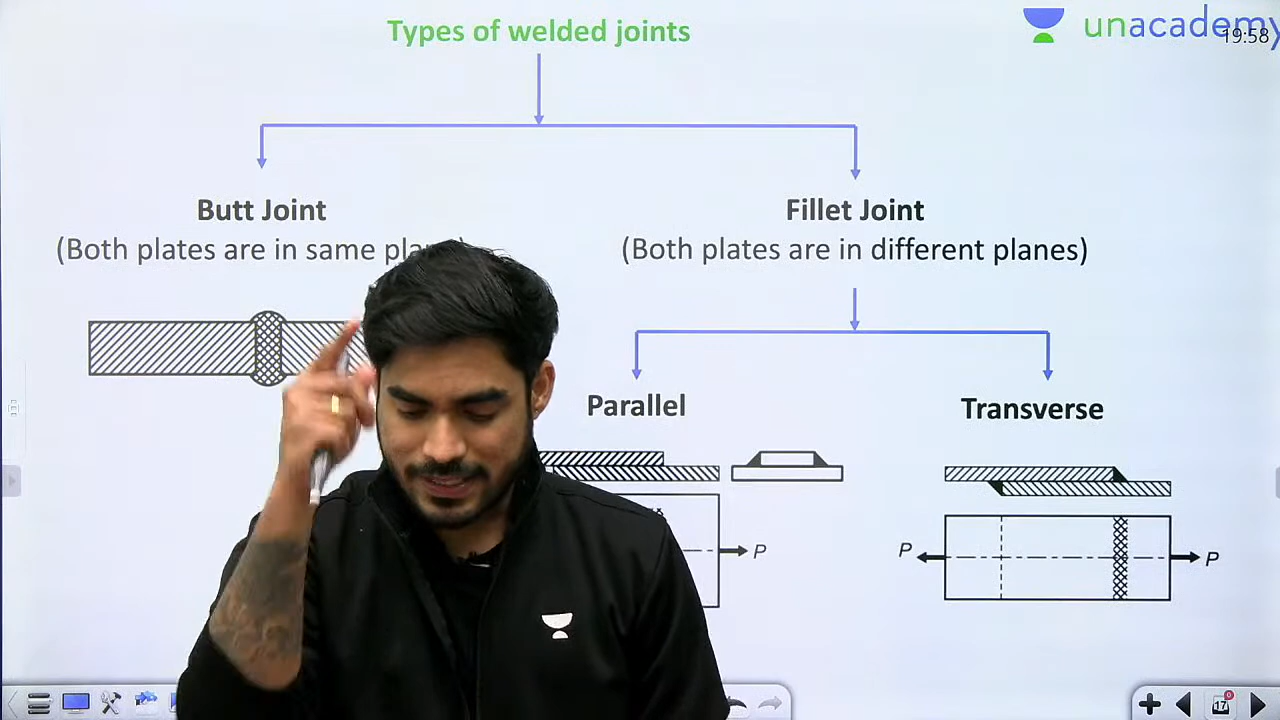 Types of welded joints
unacademy
19:58
Butt Joint
Fillet Joint
(Both plates are in same
(Both plates are in different planes)
Parallel
Transverse
P
P
P
17